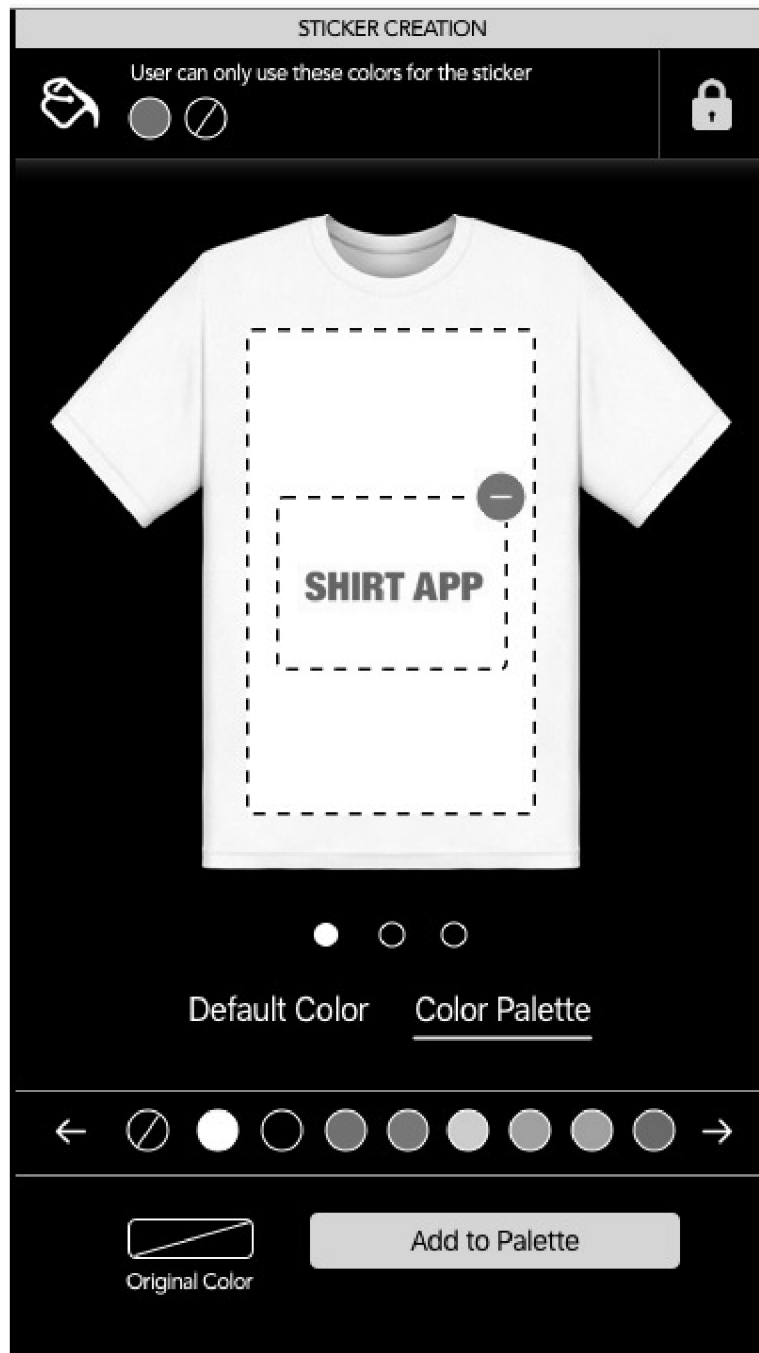 STICKER CREATION
User can only use these colors for the sticker
SHIRT APP
Default Color
Color Palette
Add to Palette
Original Color